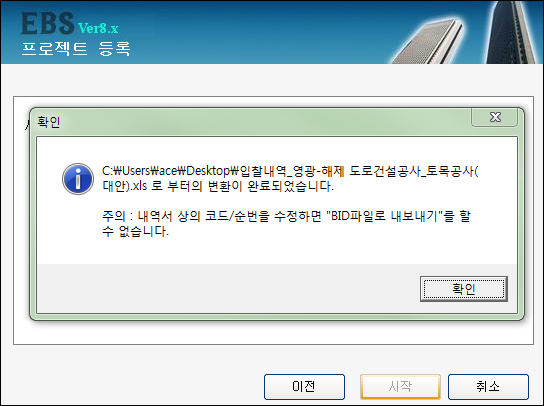 EBS Ver8.x
프로젝트 등록
확인
C:\Users\ace\Desktop\입찰내역_영광-해제 도로건설공사_토목공사(
대안).xls 로 부터의 변환이 완료되었습니다.
주의 : 내역서 상의 코드/순번을 수정하면 "BID파일로 내보내기"를 할
수 없습니다.
확인
이전 시작 취소